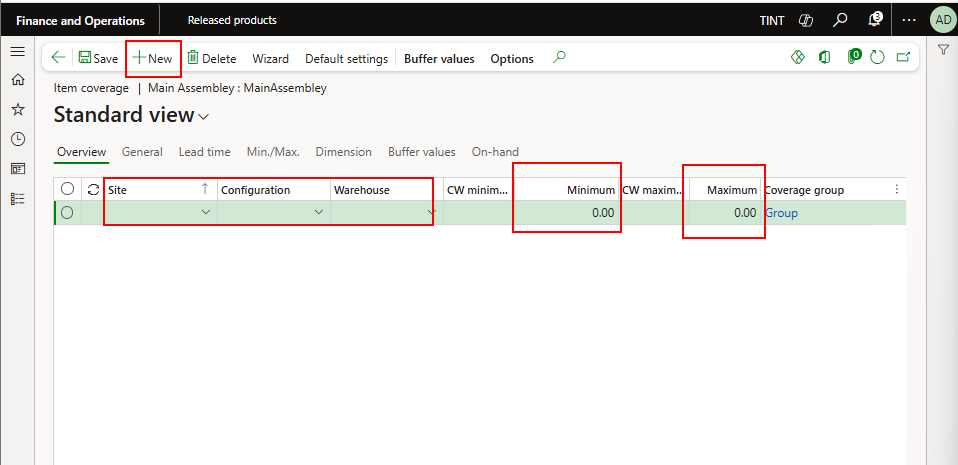 Finance and Operations Released products TINT 3 AD
Save New Delete Wizard Default settings Buffer values Options 0
Item coverage | Main Assembley : MainAssembley
Standard view
Overview General Lead time Min./Max. Dimension Buffer values On-hand
Site Configuration Warehouse CW minim... Minimum CW maxim... Maximum Coverage group
0.00 0.00 Group